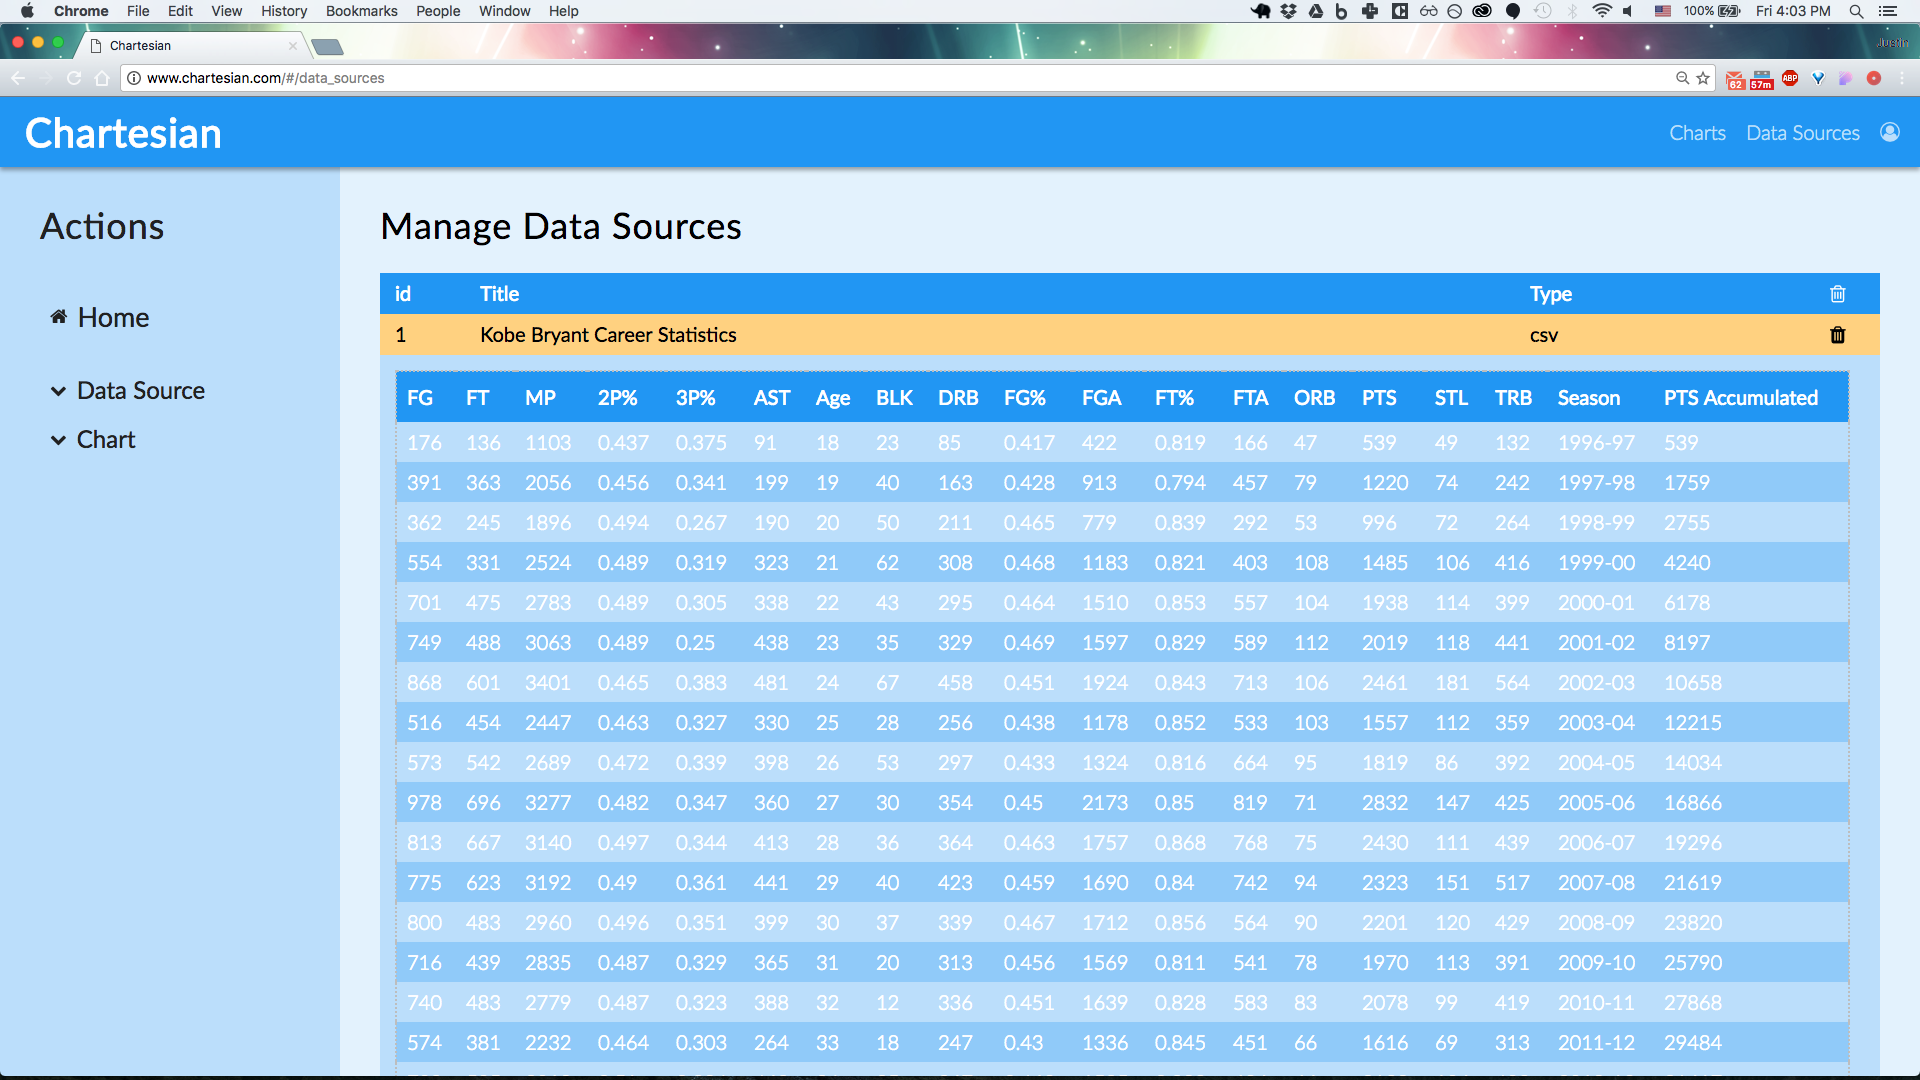 Chrome File Edit View History Bookmarks People Window Help 100% Fri 4:03 PM
Chartesian Justin
www.chartesian.com/#/data_sources 62 57m ABP
Chartesian Charts Data Sources
Actions
Home
Data Source
Chart
Manage Data Sources
id Title Type
1 Kobe Bryant Career Statistics csv
FG FT MP 2P% 3P% AST Age BLK DRB FG% FGA FT% FTA ORB PTS STL TRB Season PTS Accumulated
176 136 1103 0.437 0.375 91 18 23 85 0.417 422 0.819 166 47 539 49 132 1996-97 539
391 363 2056 0.456 0.341 199 19 40 163 0.428 913 0.794 457 79 1220 74 242 1997-98 1759
362 245 1896 0.494 0.267 190 20 50 211 0.465 779 0.839 292 53 996 72 264 1998-99 2755
554 331 2524 0.489 0.319 323 21 62 308 0.468 1183 0.821 403 108 1485 106 416 1999-00 4240
701 475 2783 0.489 0.305 338 22 43 295 0.464 1510 0.853 557 104 1938 114 399 2000-01 6178
749 488 3063 0.489 0.25 438 23 35 329 0.469 1597 0.829 589 112 2019 118 441 2001-02 8197
868 601 3401 0.465 0.383 481 24 67 458 0.451 1924 0.843 713 106 2461 181 564 2002-03 10658
516 454 2447 0.463 0.327 330 25 28 256 0.438 1178 0.852 533 103 1557 112 359 2003-04 12215
573 542 2689 0.472 0.339 398 26 53 297 0.433 1324 0.816 664 95 1819 86 392 2004-05 14034
978 696 3277 0.482 0.347 360 27 30 354 0.45 2173 0.85 819 71 2832 147 425 2005-06 16866
813 667 3140 0.497 0.344 413 28 36 364 0.463 1757 0.868 768 75 2430 111 439 2006-07 19296
775 623 3192 0.49 0.361 441 29 40 423 0.459 1690 0.84 742 94 2323 151 517 2007-08 21619
800 483 2960 0.496 0.351 399 30 37 339 0.467 1712 0.856 564 90 2201 120 429 2008-09 23820
716 439 2835 0.487 0.329 365 31 20 313 0.456 1569 0.811 541 78 1970 113 391 2009-10 25790
740 483 2779 0.487 0.323 388 32 12 336 0.451 1639 0.828 583 83 2078 99 419 2010-11 27868
574 381 2232 0.464 0.303 264 33 18 247 0.43 1336 0.845 451 66 1616 69 313 2011-12 29484